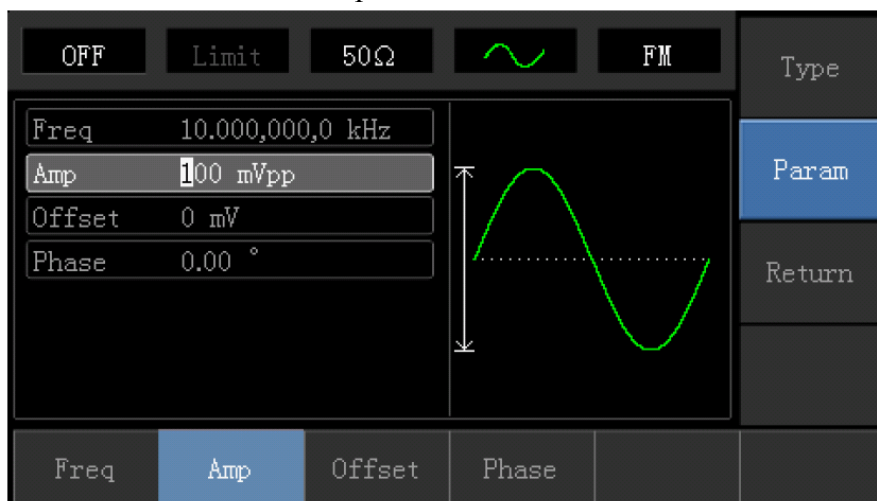 OFF Limit 50Ω FM
Type
Freq 10.000,000,0 kHz
Amp 100 mVpp
Param
Offset 0 mV
Phase 0.00 °
Return
Freq Amp Offset Phase